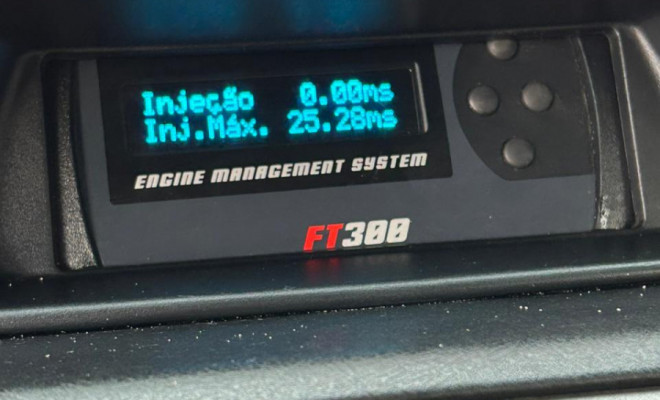 Injeção 0.00ms
Inj.Máx. 25.28ms
ENGINE MANAGEMENT SYSTEM
FT300